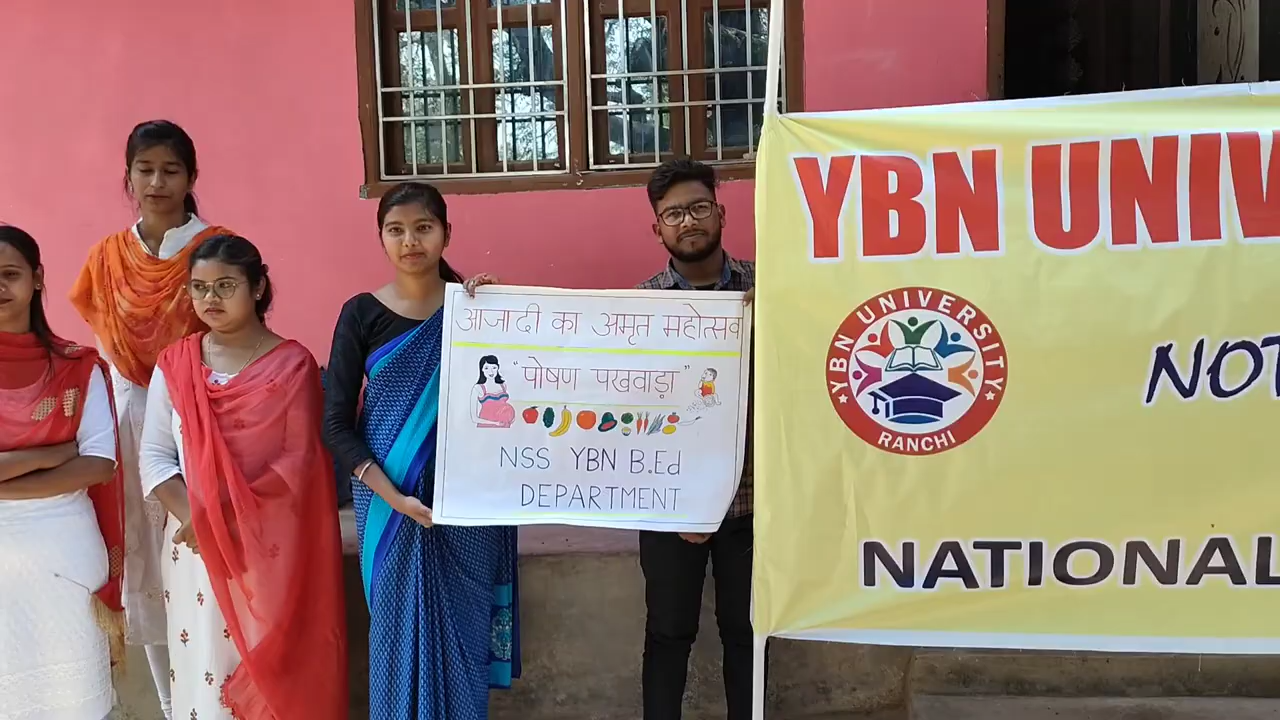 आजादी का अमृत महोत्सव
"पोषण पखवाड़ा"
NSS YBN B.Ed
DEPARTMENT
YBN UNIV
YBN UNIVERSITY
RANCHI
NOT
NATIONAL